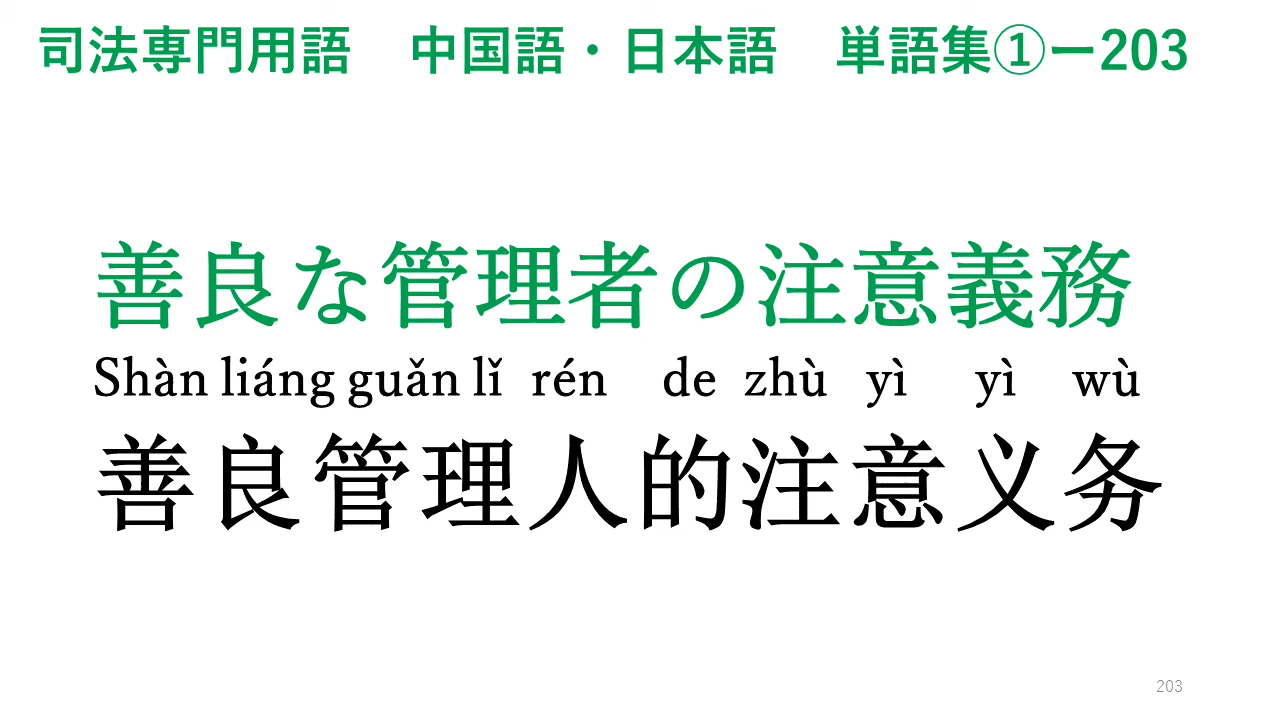 司法専門用語　中国語・日本語　単語集①ー203
善良な管理者の注意義務
Shàn liáng guǎn lǐ rén de zhù yì yì wù
善良管理人的注意义务
203